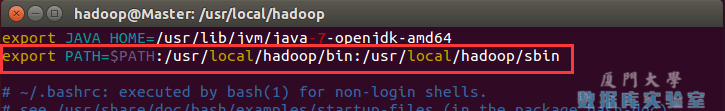 hadoop@Master: /usr/local/hadoop
export JAVA_HOME=/usr/lib/jvm/java-7-openjdk-amd64
export PATH=$PATH:/usr/local/hadoop/bin:/usr/local/hadoop/sbin
# ~/.bashrc: executed by bash(1) for non-login shells.
# see /usr/share/doc/bash/examples/startup-files (in the package
厦门大學
数据库实验室